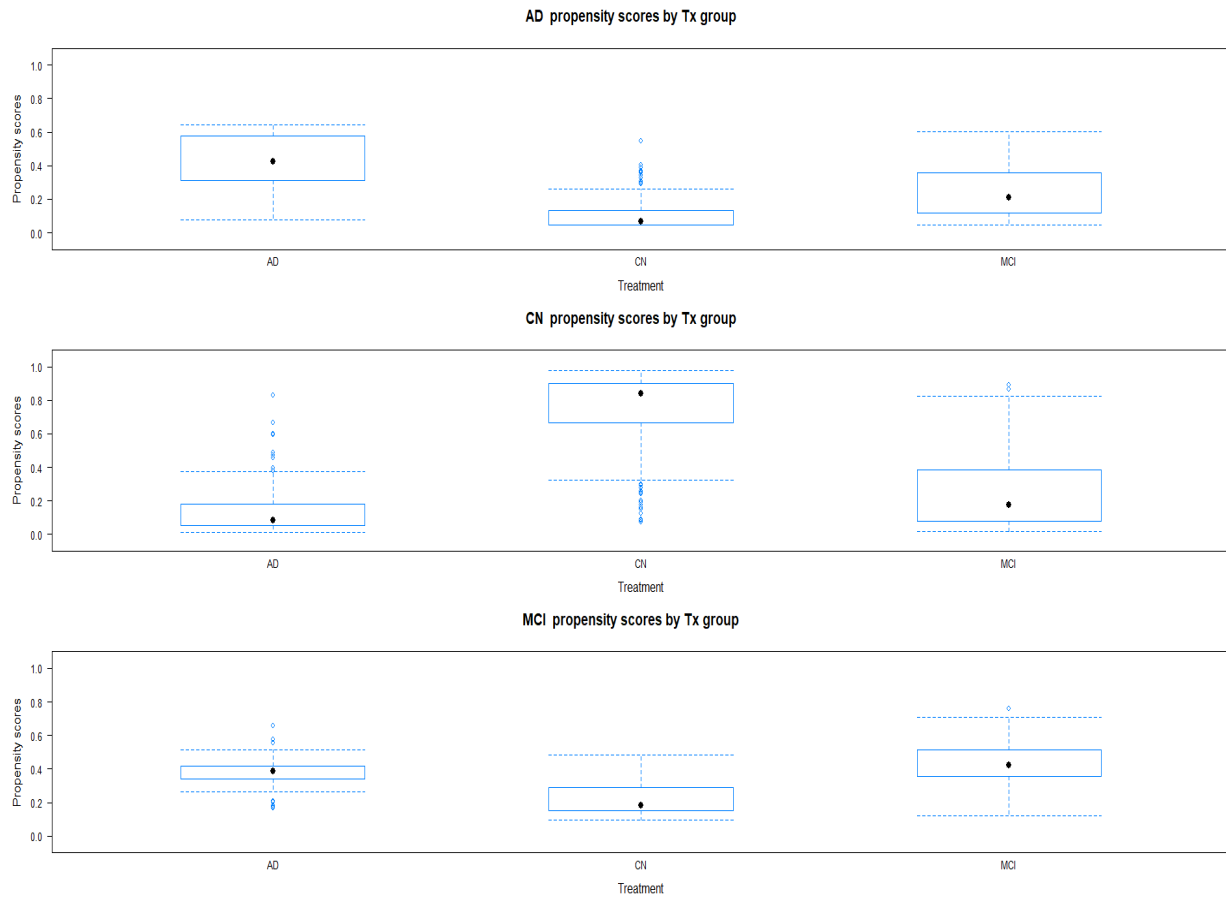 AD propensity scores by Tx group
1.0
0.8
0.6
0.4
0.2
0.0
Propensity scores
AD CN MCI
Treatment
CN propensity scores by Tx group
1.0
0.8
0.6
0.4
0.2
0.0
Propensity scores
AD CN MCI
Treatment
MCI propensity scores by Tx group
1.0
0.8
0.6
0.4
0.2
0.0
Propensity scores
AD CN MCI
Treatment